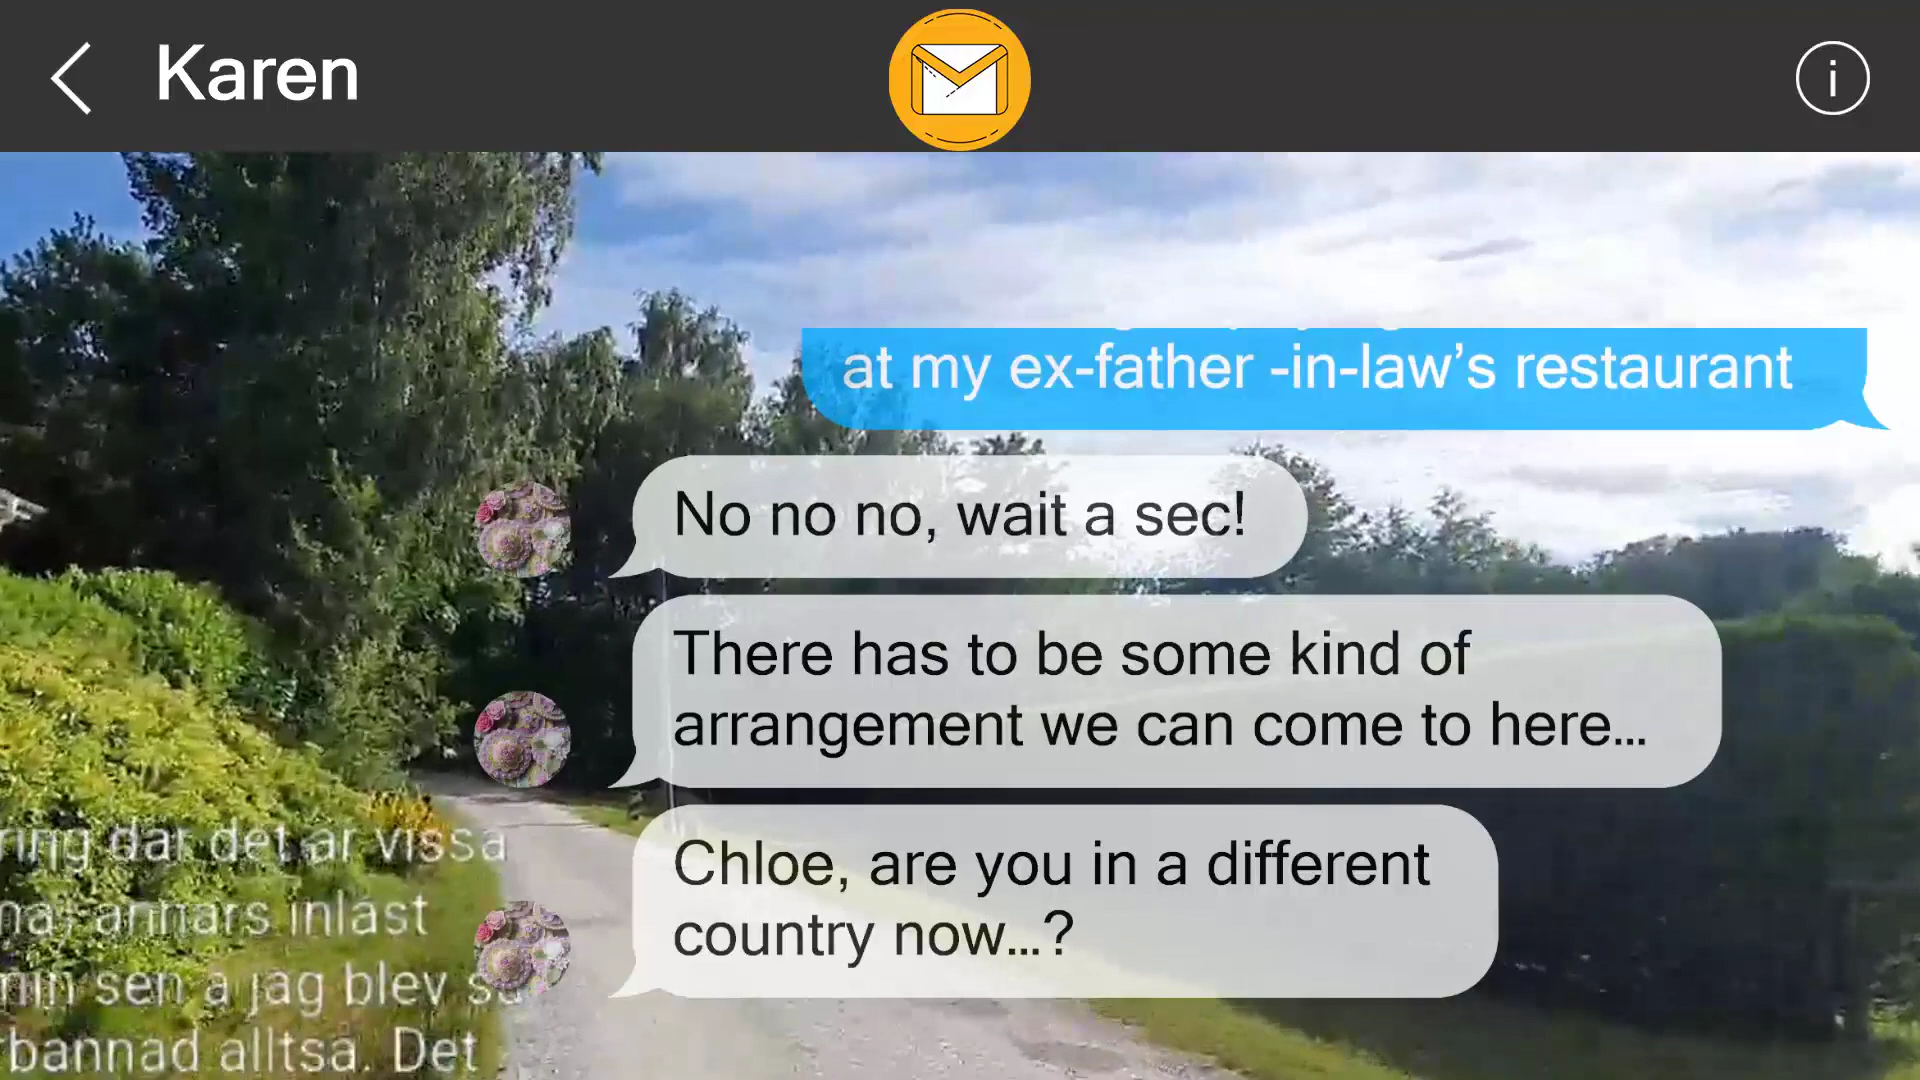 Karen
at my ex-father -in-law’s restaurant
No no no, wait a sec!
There has to be some kind of
arrangement we can come to here...
Chloe, are you in a different
country now...?
där det är vissa
annars inläst
sen å jag blev
alltså. Det